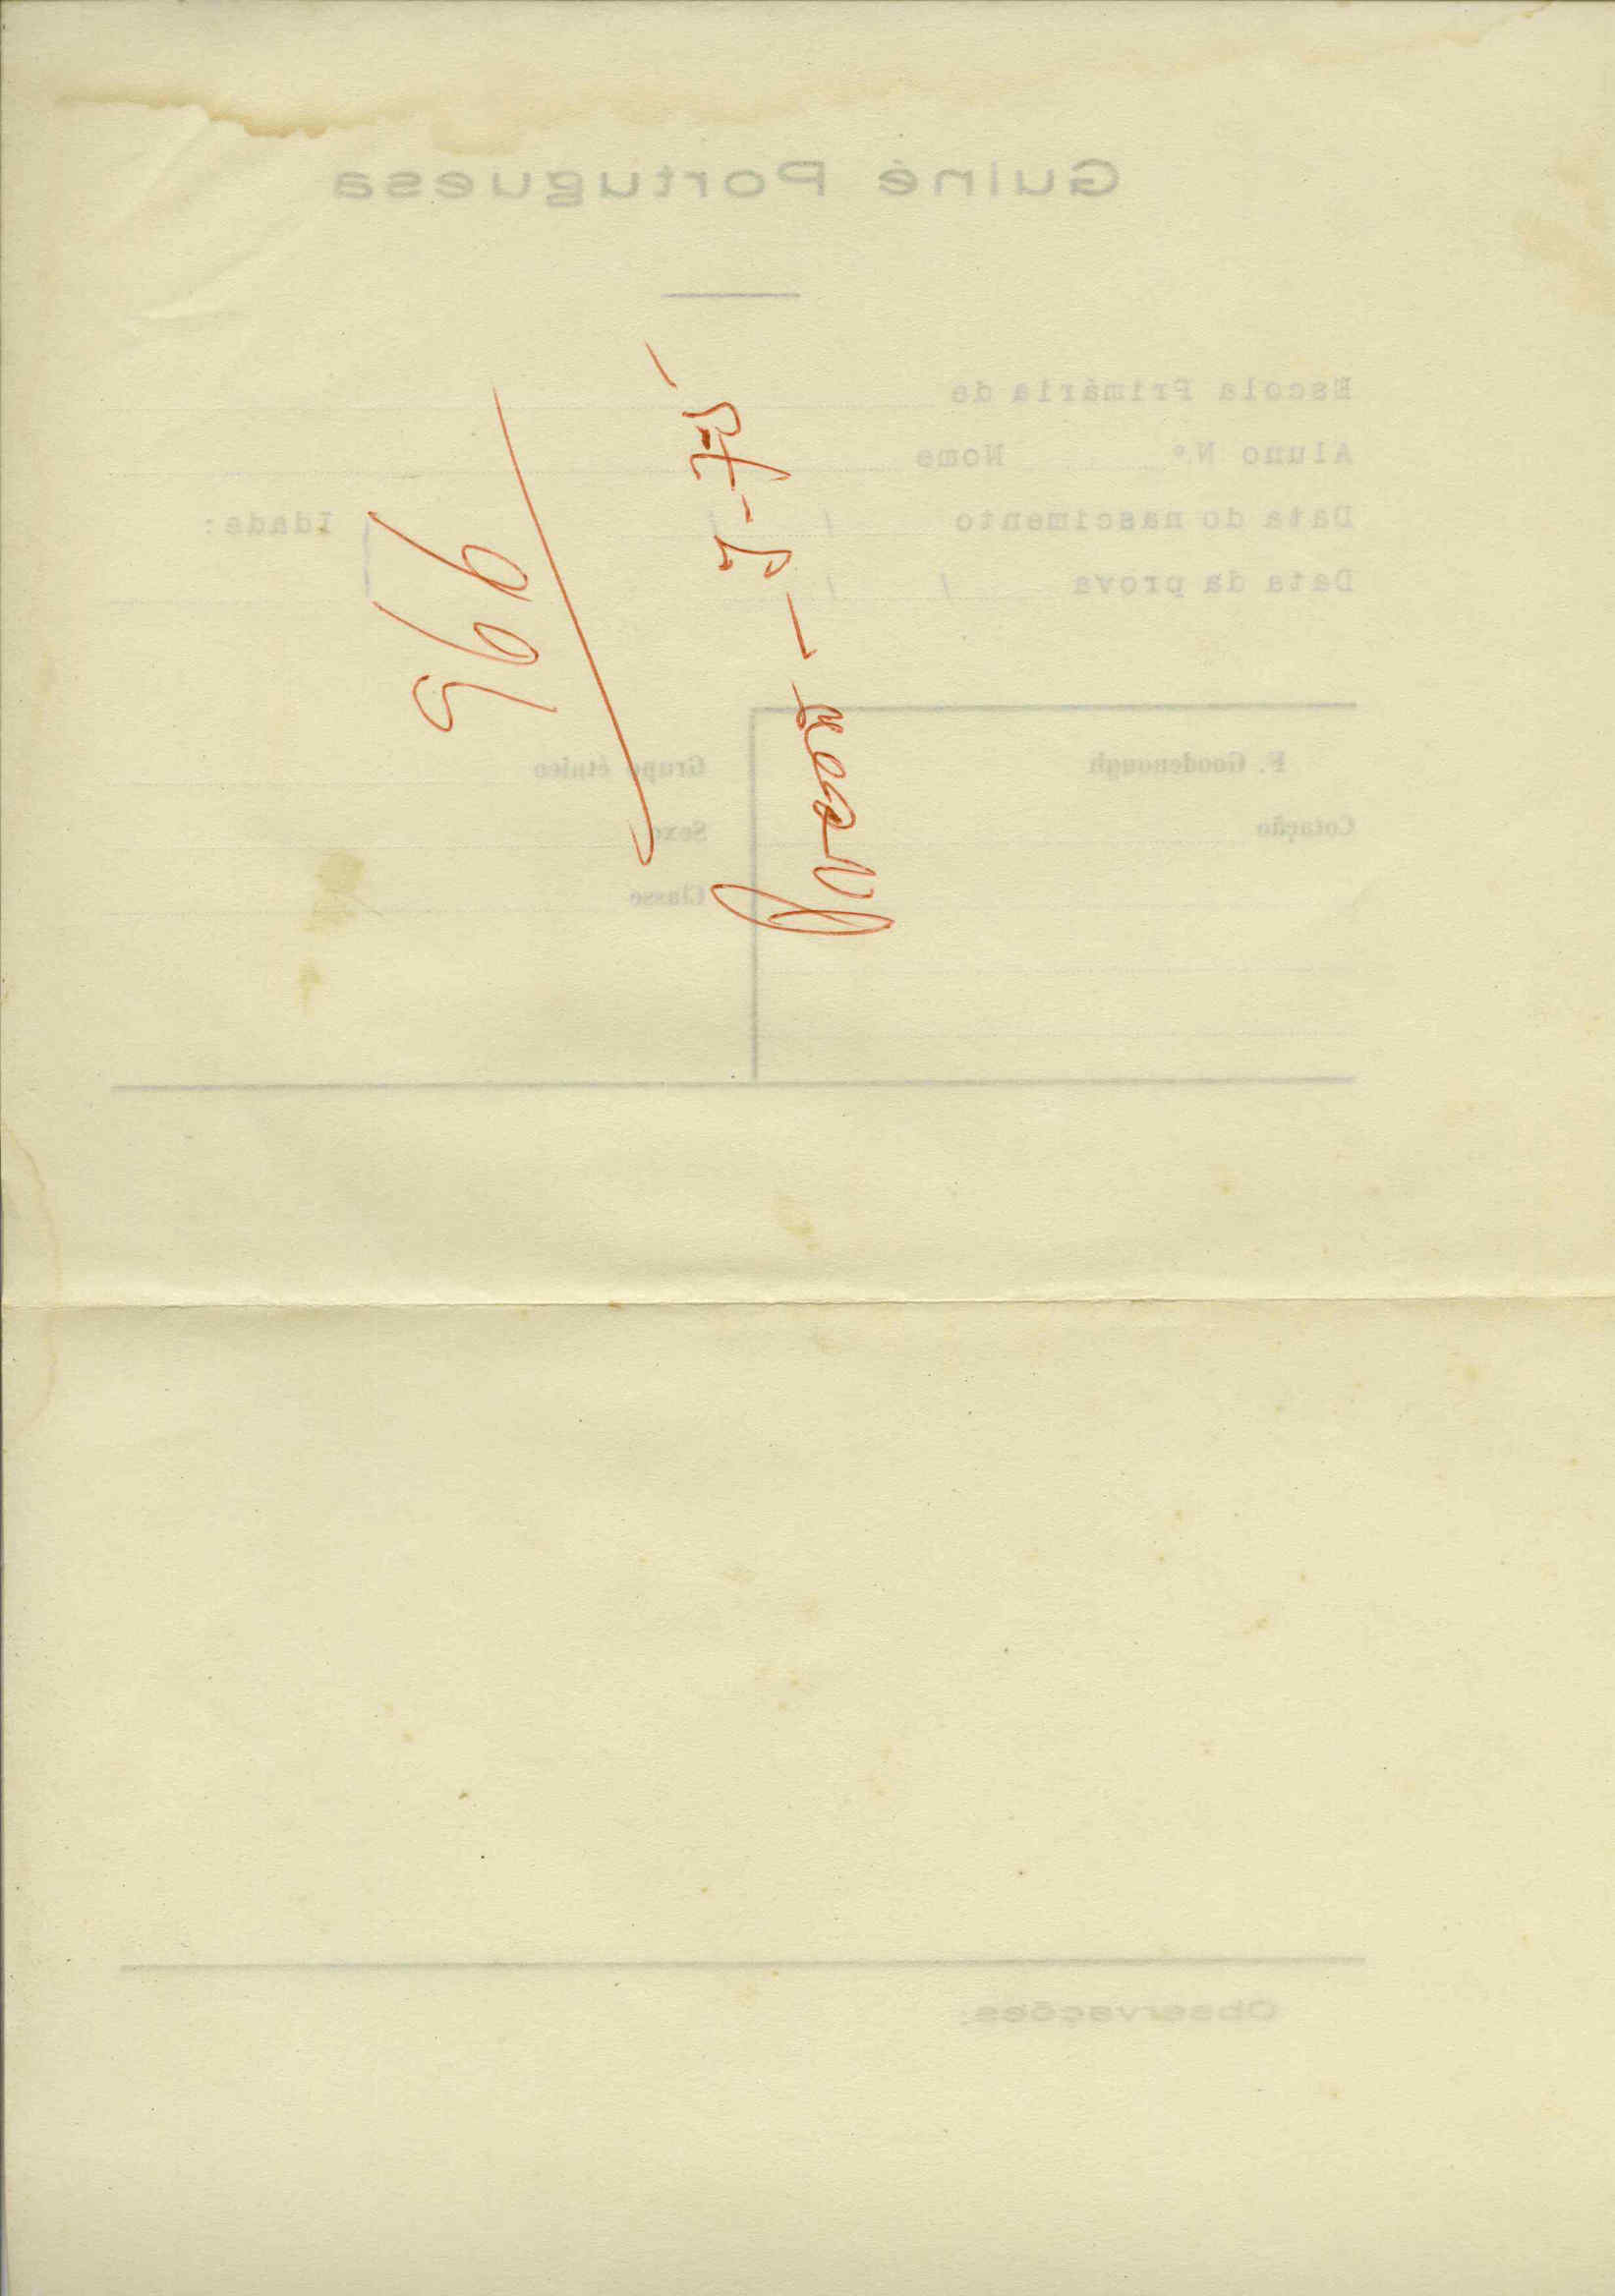 Guiné Portuguesa
Escola Primária de
Aluno N.º Nome
Data do nascimento / / Idade:
Data da prova / /
F. Goodenough Grupo étnico
Cotação Sexo
Classe
Observações: